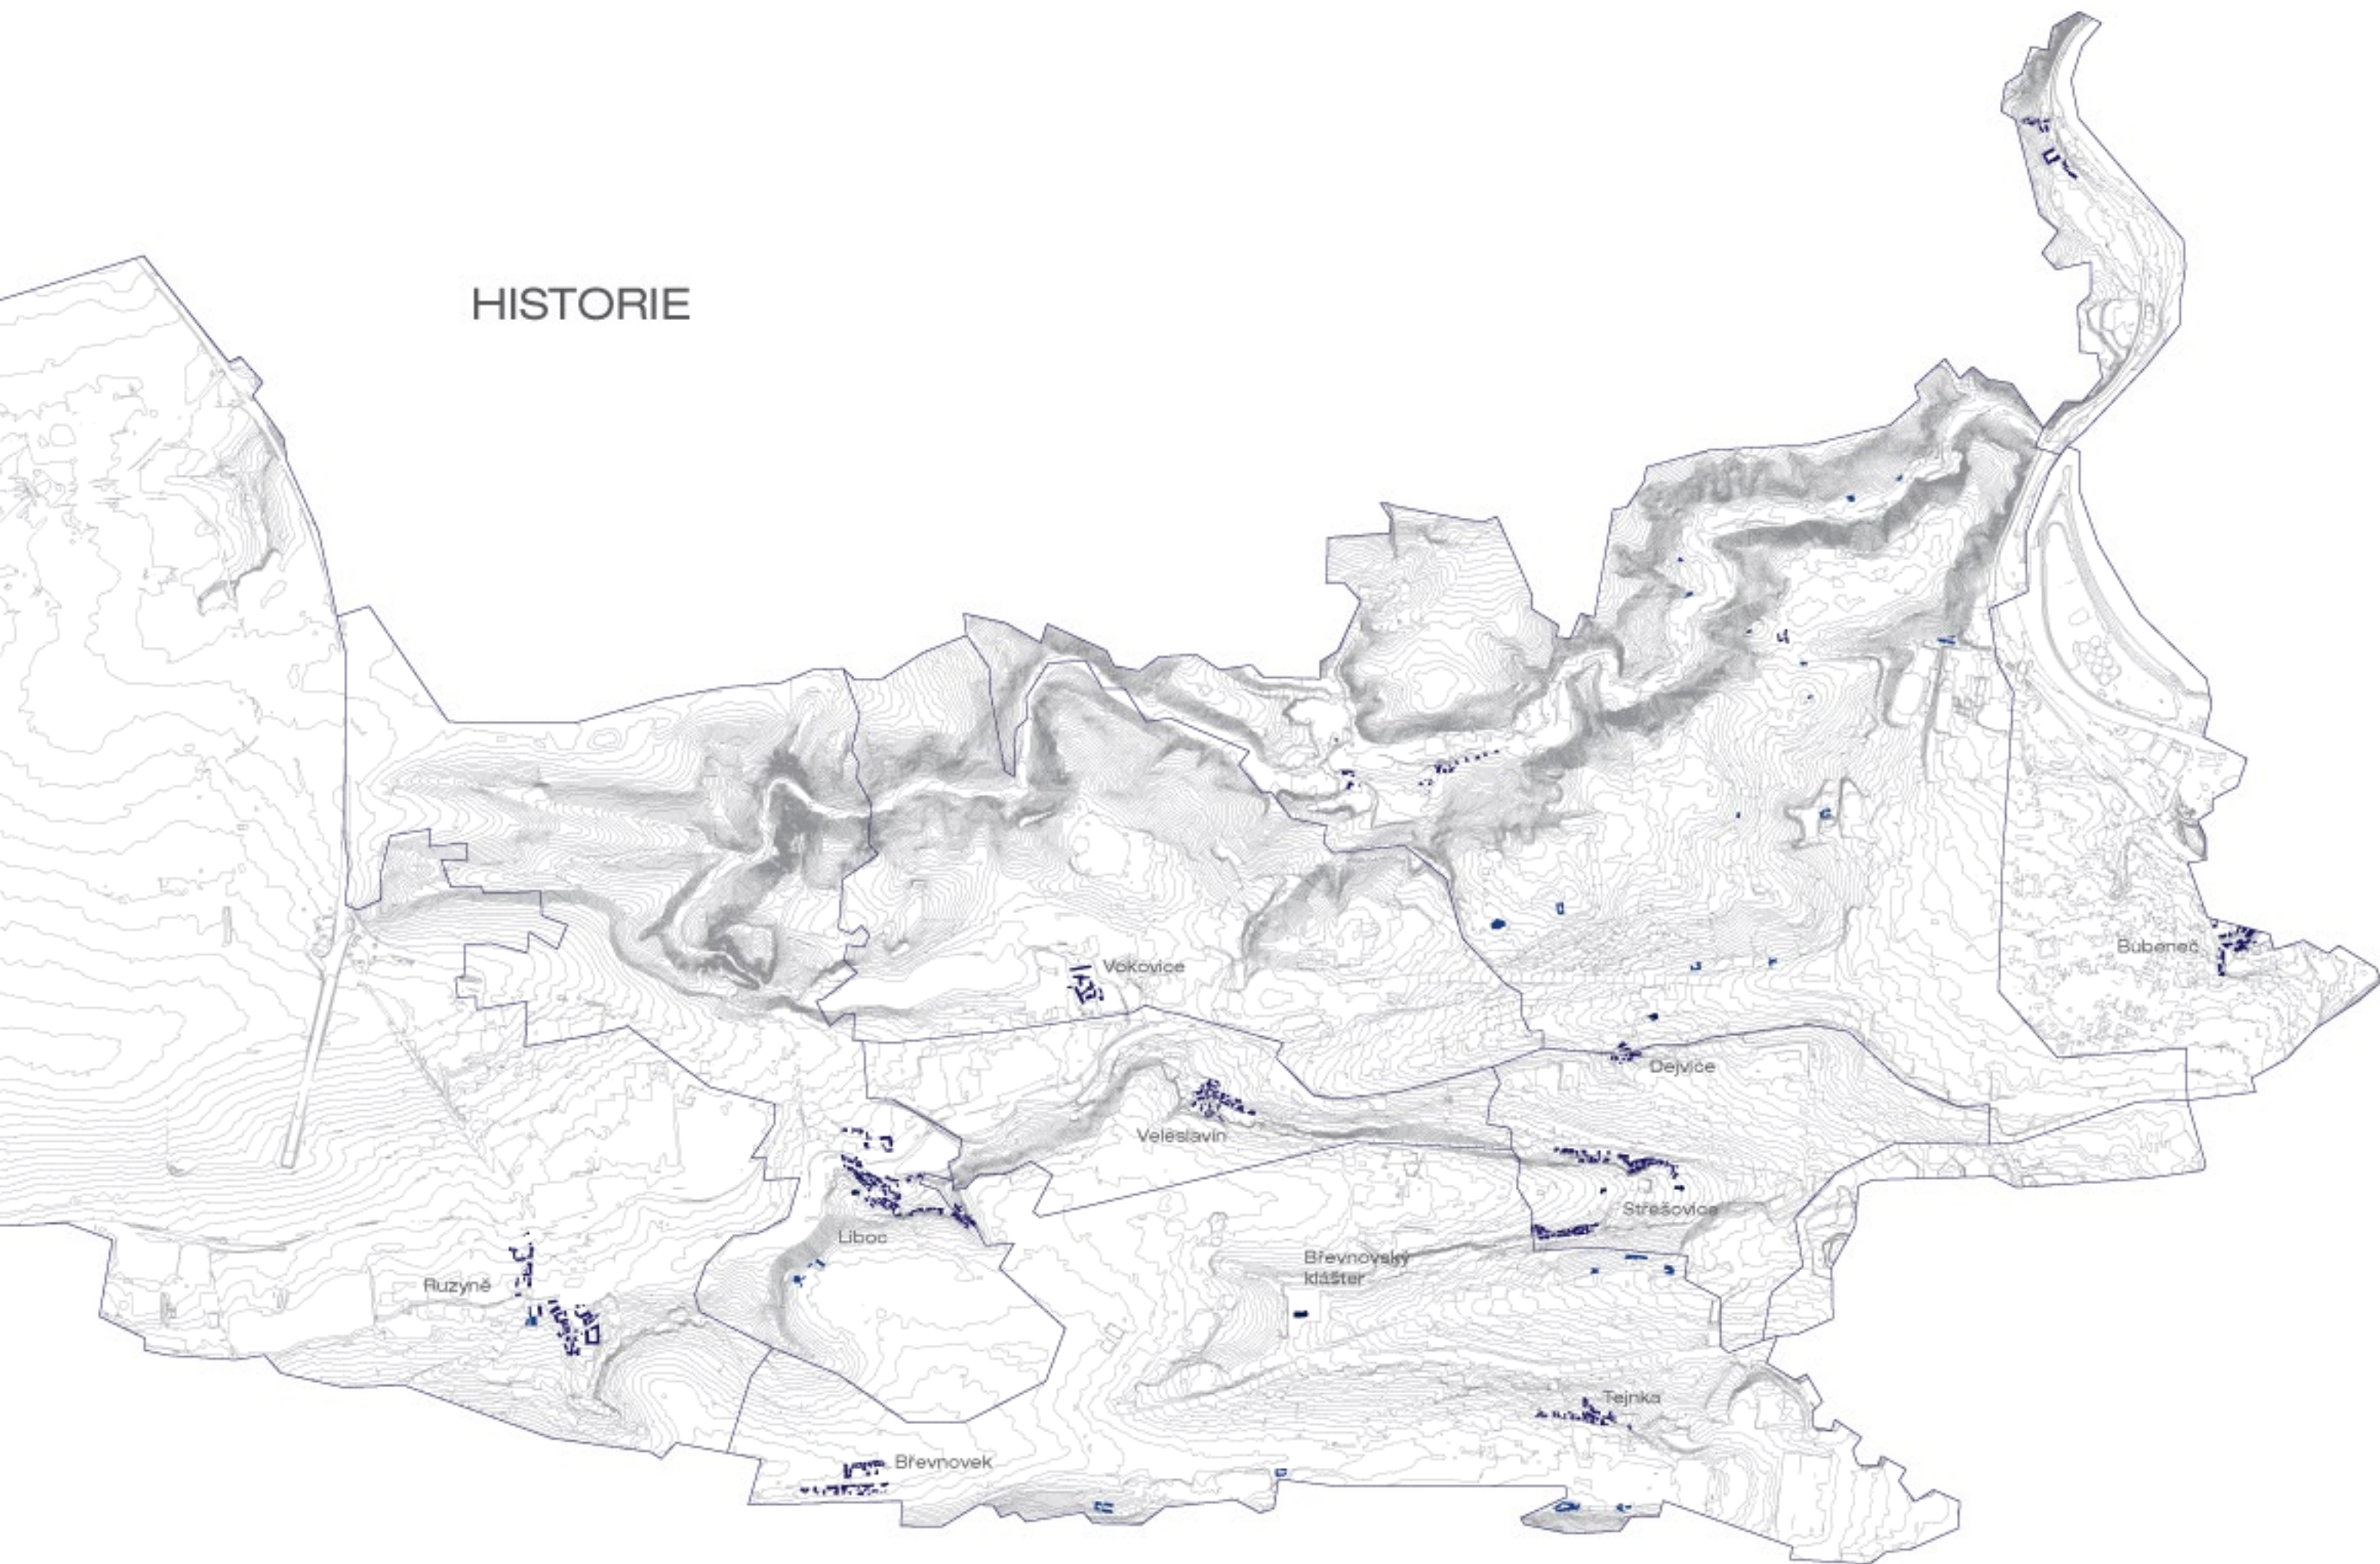 HISTORIE
Bubeneč
Vokovice
Dejvice
Veleslavín
Střešovice
Liboc
Břevnovský
klášter
Ruzyně
Tejnka
Břevnovek